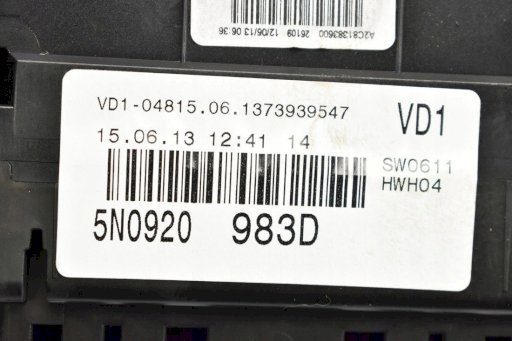 A2C81383600 26109 12/06/13 06:36
VD1-04815.06.1373939547
VD1
15.06.13 12:41 14
SW0611
HWH04
5N0920 983D